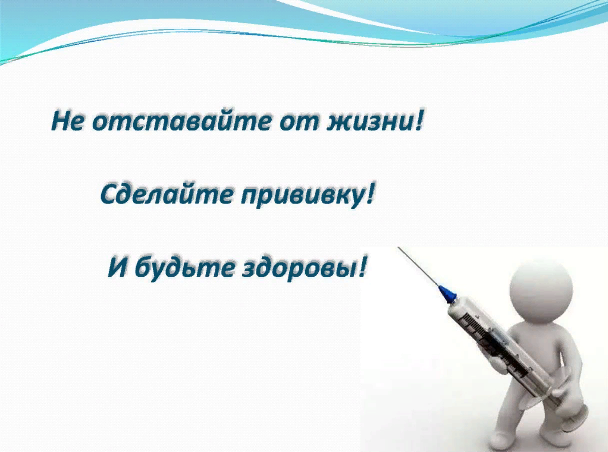 Не отставайте от жизни!
Сделайте прививку!
И будьте здоровы!